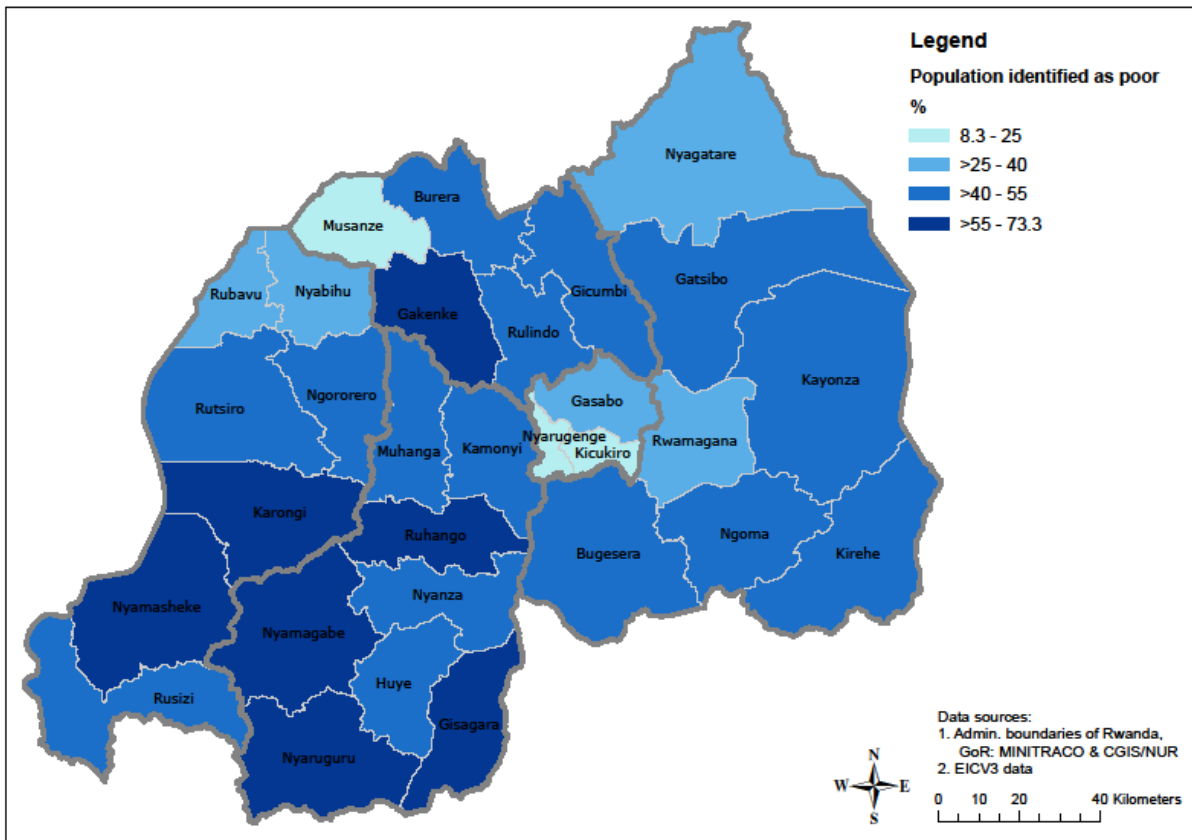 Legend
Population identified as poor
%
8.3 - 25
>25 - 40
>40 - 55
>55 - 73.3
Nyagatare
Burera
Musanze
Gatsibo
Rubavu
Nyabihu
Gicumbi
Gakenke
Rulindo
Kayonza
Ngororero
Rutsiro
Gasabo
Nyarugenge
Rwamagana
Muhanga
Kamonyi
Kicukiro
Karongi
Ruhango
Ngoma
Bugesera
Kirehe
Nyanza
Nyamasheke
Nyamagabe
Huye
Rusizi
Gisagara
Nyaruguru
Data sources:
1. Admin. boundaries of Rwanda,
GoR: MINITRACO & CGIS/NUR
2. EICV3 data
N
W
E
S
0 10 20 40 Kilometers